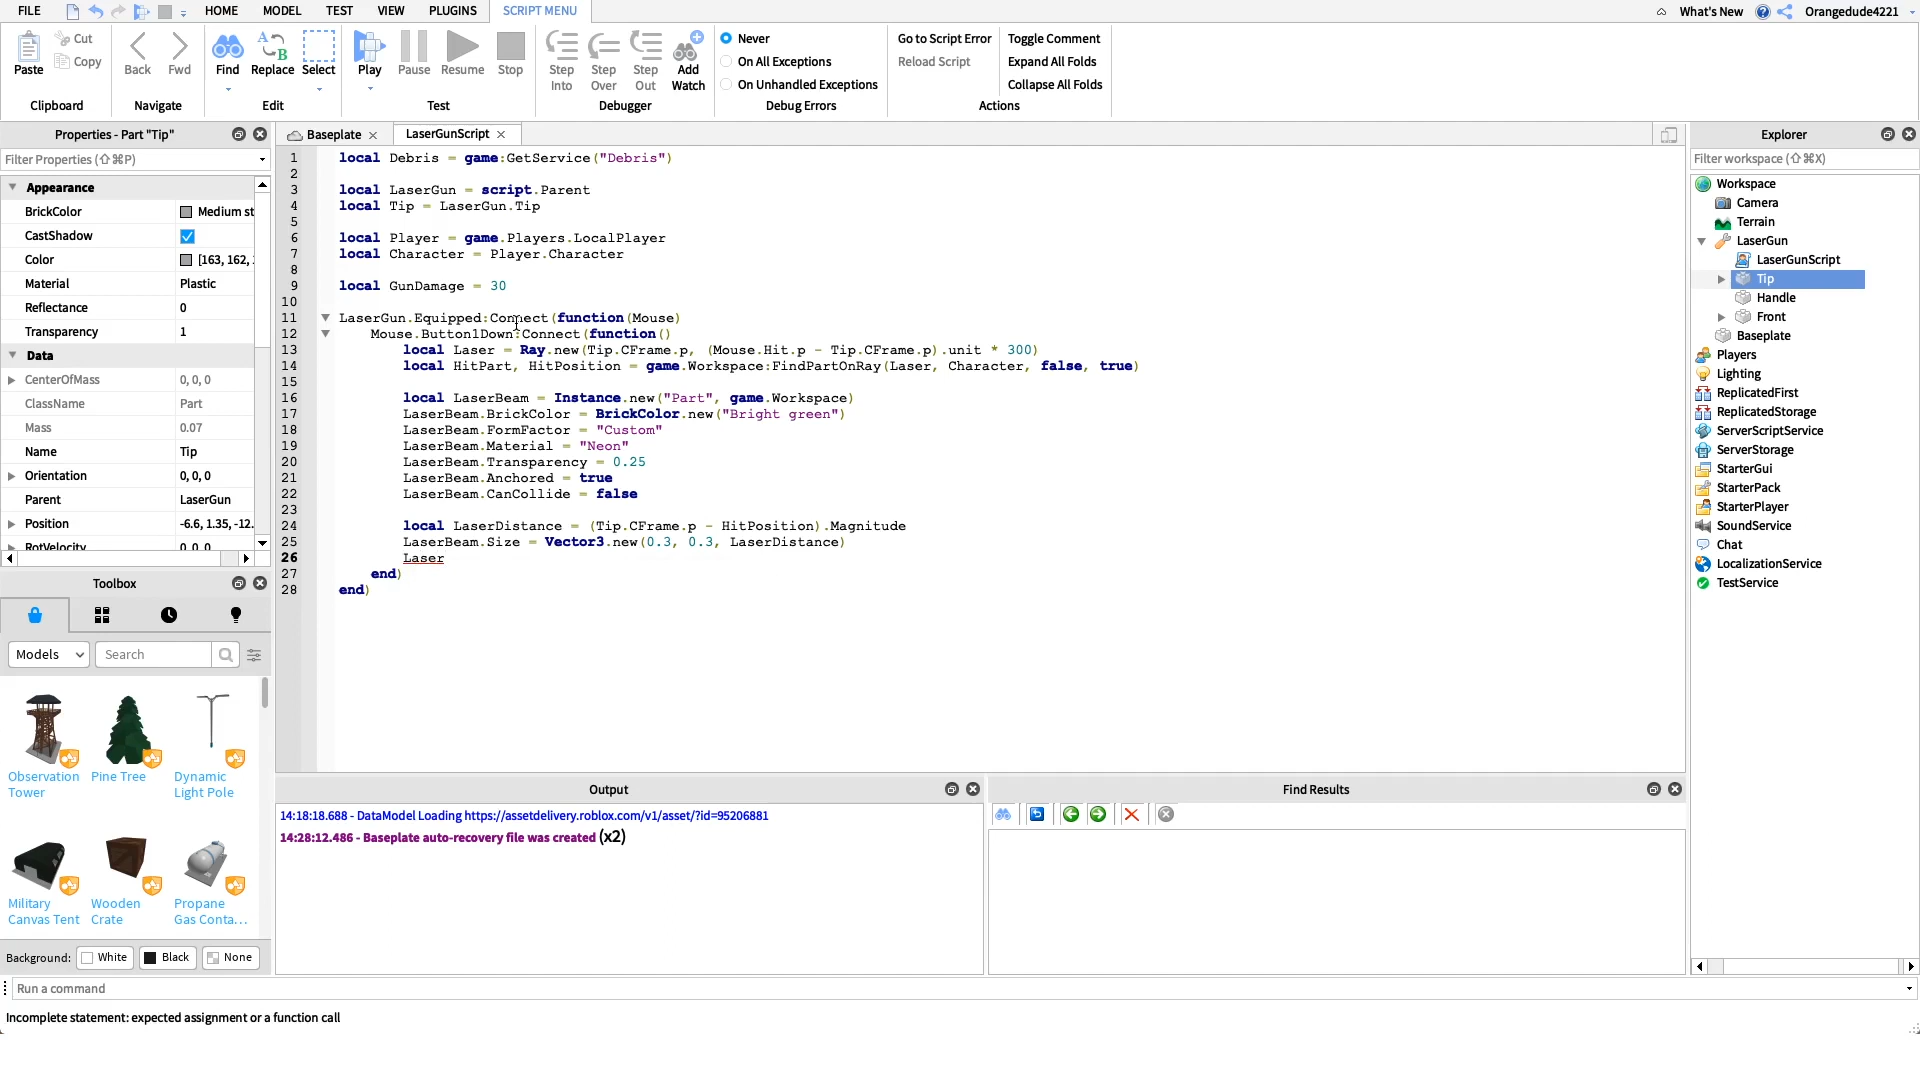 FILE HOME MODEL TEST VIEW PLUGINS SCRIPT MENU What's New Orangedude4221
Paste Cut Copy Back Fwd Find Replace Select Play Pause Resume Stop Step Into Step Over Step Out Add Watch
Never
On All Exceptions
On Unhandled Exceptions
Go to Script Error
Reload Script
Toggle Comment
Expand All Folds
Collapse All Folds
Clipboard Navigate Edit Test Debugger Debug Errors Actions
Properties - Part "Tip"
Filter Properties (⇧⌘P)
Appearance
BrickColor Medium st
CastShadow
Color [163, 162,
Material Plastic
Reflectance 0
Transparency 1
Data
CenterOfMass 0, 0, 0
ClassName Part
Mass 0.07
Name Tip
Orientation 0, 0, 0
Parent LaserGun
Position -6.6, 1.35, -12.
RotVelocity 0, 0, 0
Toolbox
Models Search
Observation Tower
Pine Tree
Dynamic Light Pole
Military Canvas Tent
Wooden Crate
Propane Gas Conta...
Background: White Black None
Baseplate LaserGunScript
1 local Debris = game:GetService("Debris")
2
3 local LaserGun = script.Parent
4 local Tip = LaserGun.Tip
5
6 local Player = game.Players.LocalPlayer
7 local Character = Player.Character
8
9 local GunDamage = 30
10
11 LaserGun.Equipped:Connect(function(Mouse)
12 Mouse.Button1Down:Connect(function()
13 local Laser = Ray.new(Tip.CFrame.p, (Mouse.Hit.p - Tip.CFrame.p).unit * 300)
14 local HitPart, HitPosition = game.Workspace:FindPartOnRay(Laser, Character, false, true)
15
16 local LaserBeam = Instance.new("Part", game.Workspace)
17 LaserBeam.BrickColor = BrickColor.new("Bright green")
18 LaserBeam.FormFactor = "Custom"
19 LaserBeam.Material = "Neon"
20 LaserBeam.Transparency = 0.25
21 LaserBeam.Anchored = true
22 LaserBeam.CanCollide = false
23
24 local LaserDistance = (Tip.CFrame.p - HitPosition).Magnitude
25 LaserBeam.Size = Vector3.new(0.3, 0.3, LaserDistance)
26 Laser
27 end)
28 end)
Output
14:18:18.688 - DataModel Loading https://assetdelivery.roblox.com/v1/asset/?id=95206881
14:28:12.486 - Baseplate auto-recovery file was created (x2)
Find Results
Explorer
Filter workspace (⇧⌘X)
Workspace
Camera
Terrain
LaserGun
LaserGunScript
Tip
Handle
Front
Baseplate
Players
Lighting
ReplicatedFirst
ReplicatedStorage
ServerScriptService
ServerStorage
StarterGui
StarterPack
StarterPlayer
SoundService
Chat
LocalizationService
TestService
Run a command
Incomplete statement: expected assignment or a function call